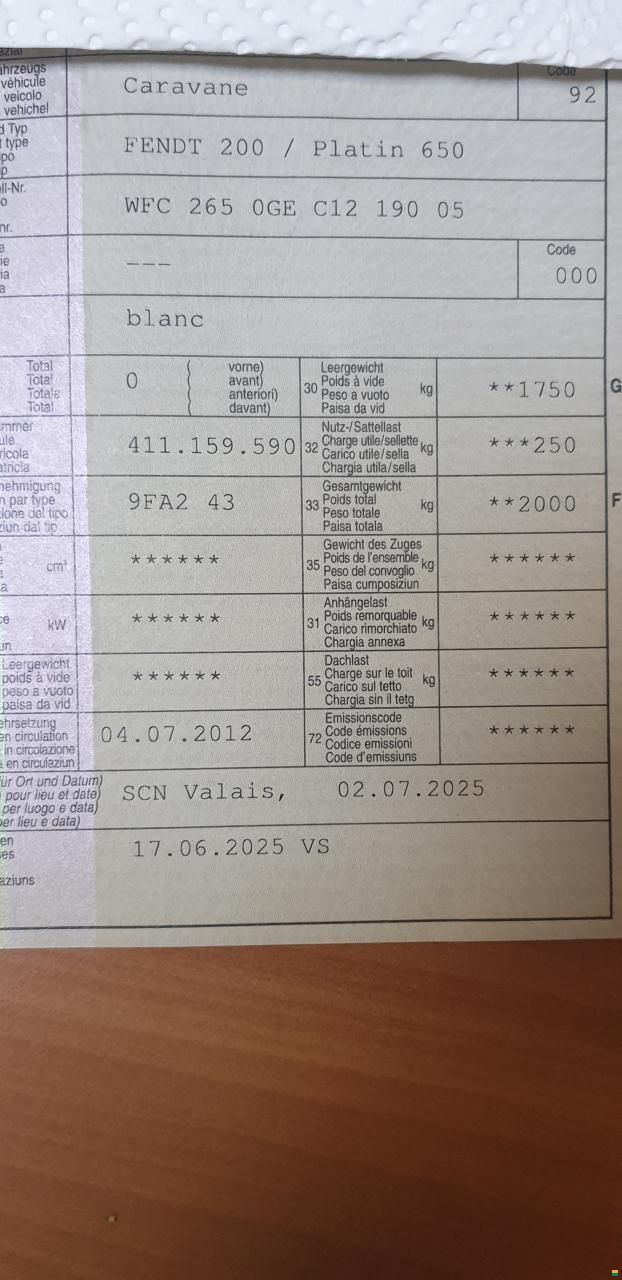 ahrzeugs
véhicule
veicolo
vehichel
Caravane
Code
92
d Typ
type
FENDT 200 / Platin 650
ll-Nr.
nr.
WFC 265 0GE C12 190 05
---
Code
000
blanc
Total
Total
Totale
Total
0
vorne)
avant)
anteriori)
davant)
30
Leergewicht
Poids à vide
Peso a vuoto
Paisa da vid
kg
**1750
G
mmer
ule
ricola
atricla
411.159.590
32
Nutz-/Sattellast
Charge utile/sellette
Carico utile/sella
Chargia utila/sella
kg
***250
nehmigung
n par type
ione del tipo
iun dal tip
9FA2 43
33
Gesamtgewicht
Poids total
Peso totale
Paisa totala
kg
**2000
F
cm³
******
35
Gewicht des Zuges
Poids de l'ensemble
Peso del convoglio
Paisa cumposiziun
kg
******
kW
******
31
Anhängelast
Poids remorquable
Carico rimorchiato
Chargia annexa
kg
******
Leergewicht
poids à vide
peso a vuoto
paisa da vid
******
55
Dachlast
Charge sur le toit
Carico sul tetto
Chargia sin il tetg
kg
******
ehrsetzung
en circulation
in circolazione
en circulaziun
04.07.2012
72
Emissionscode
Code émissions
Codice emissioni
Code d'emissiuns
******
ür Ort und Datum)
pour lieu et date)
per luogo e data)
per lieu e data)
SCN Valais, 02.07.2025
en
es
aziuns
17.06.2025 VS